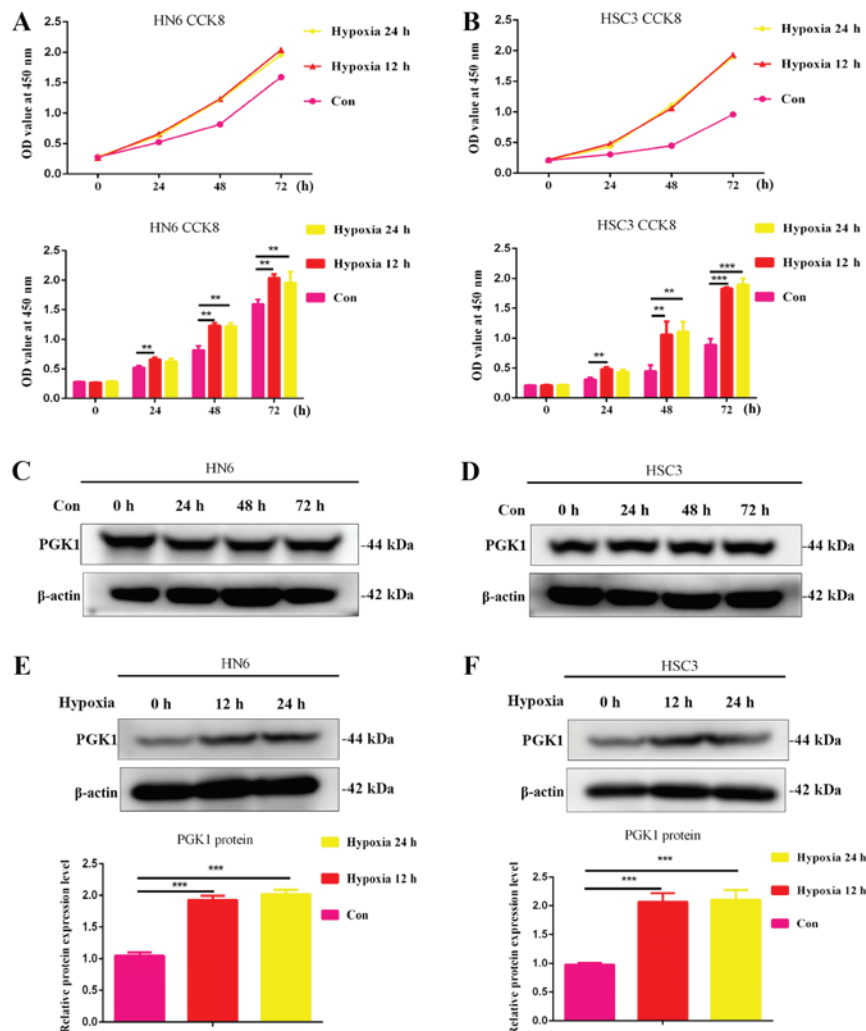 A
HN6 CCK8
OD value at 450 nm
2.5
2.0
1.5
1.0
0.5
0.0
0 24 48 72 (h)
Hypoxia 24 h
Hypoxia 12 h
Con
HN6 CCK8
OD value at 450 nm
2.5
2.0
1.5
1.0
0.5
0.0
** ** ** ** **
0 24 48 72 (h)
Hypoxia 24 h
Hypoxia 12 h
Con
B
HSC3 CCK8
OD value at 450 nm
2.5
2.0
1.5
1.0
0.5
0.0
0 24 48 72 (h)
Hypoxia 24 h
Hypoxia 12 h
Con
HSC3 CCK8
OD value at 450 nm
2.5
2.0
1.5
1.0
0.5
0.0
** ** ** *** ***
0 24 48 72 (h)
Hypoxia 24 h
Hypoxia 12 h
Con
C
HN6
Con 0 h 24 h 48 h 72 h
PGK1 -44 kDa
β-actin -42 kDa
D
HSC3
Con 0 h 24 h 48 h 72 h
PGK1 -44 kDa
β-actin -42 kDa
E
HN6
Hypoxia 0 h 12 h 24 h
PGK1 -44 kDa
β-actin -42 kDa
PGK1 protein
Relative protein expression level
2.5
2.0
1.5
1.0
0.5
0.0
***
***
Hypoxia 24 h
Hypoxia 12 h
Con
F
HSC3
Hypoxia 0 h 12 h 24 h
PGK1 -44 kDa
β-actin -42 kDa
PGK1 protein
Relative protein expression level
2.5
2.0
1.5
1.0
0.5
0.0
***
***
Hypoxia 24 h
Hypoxia 12 h
Con